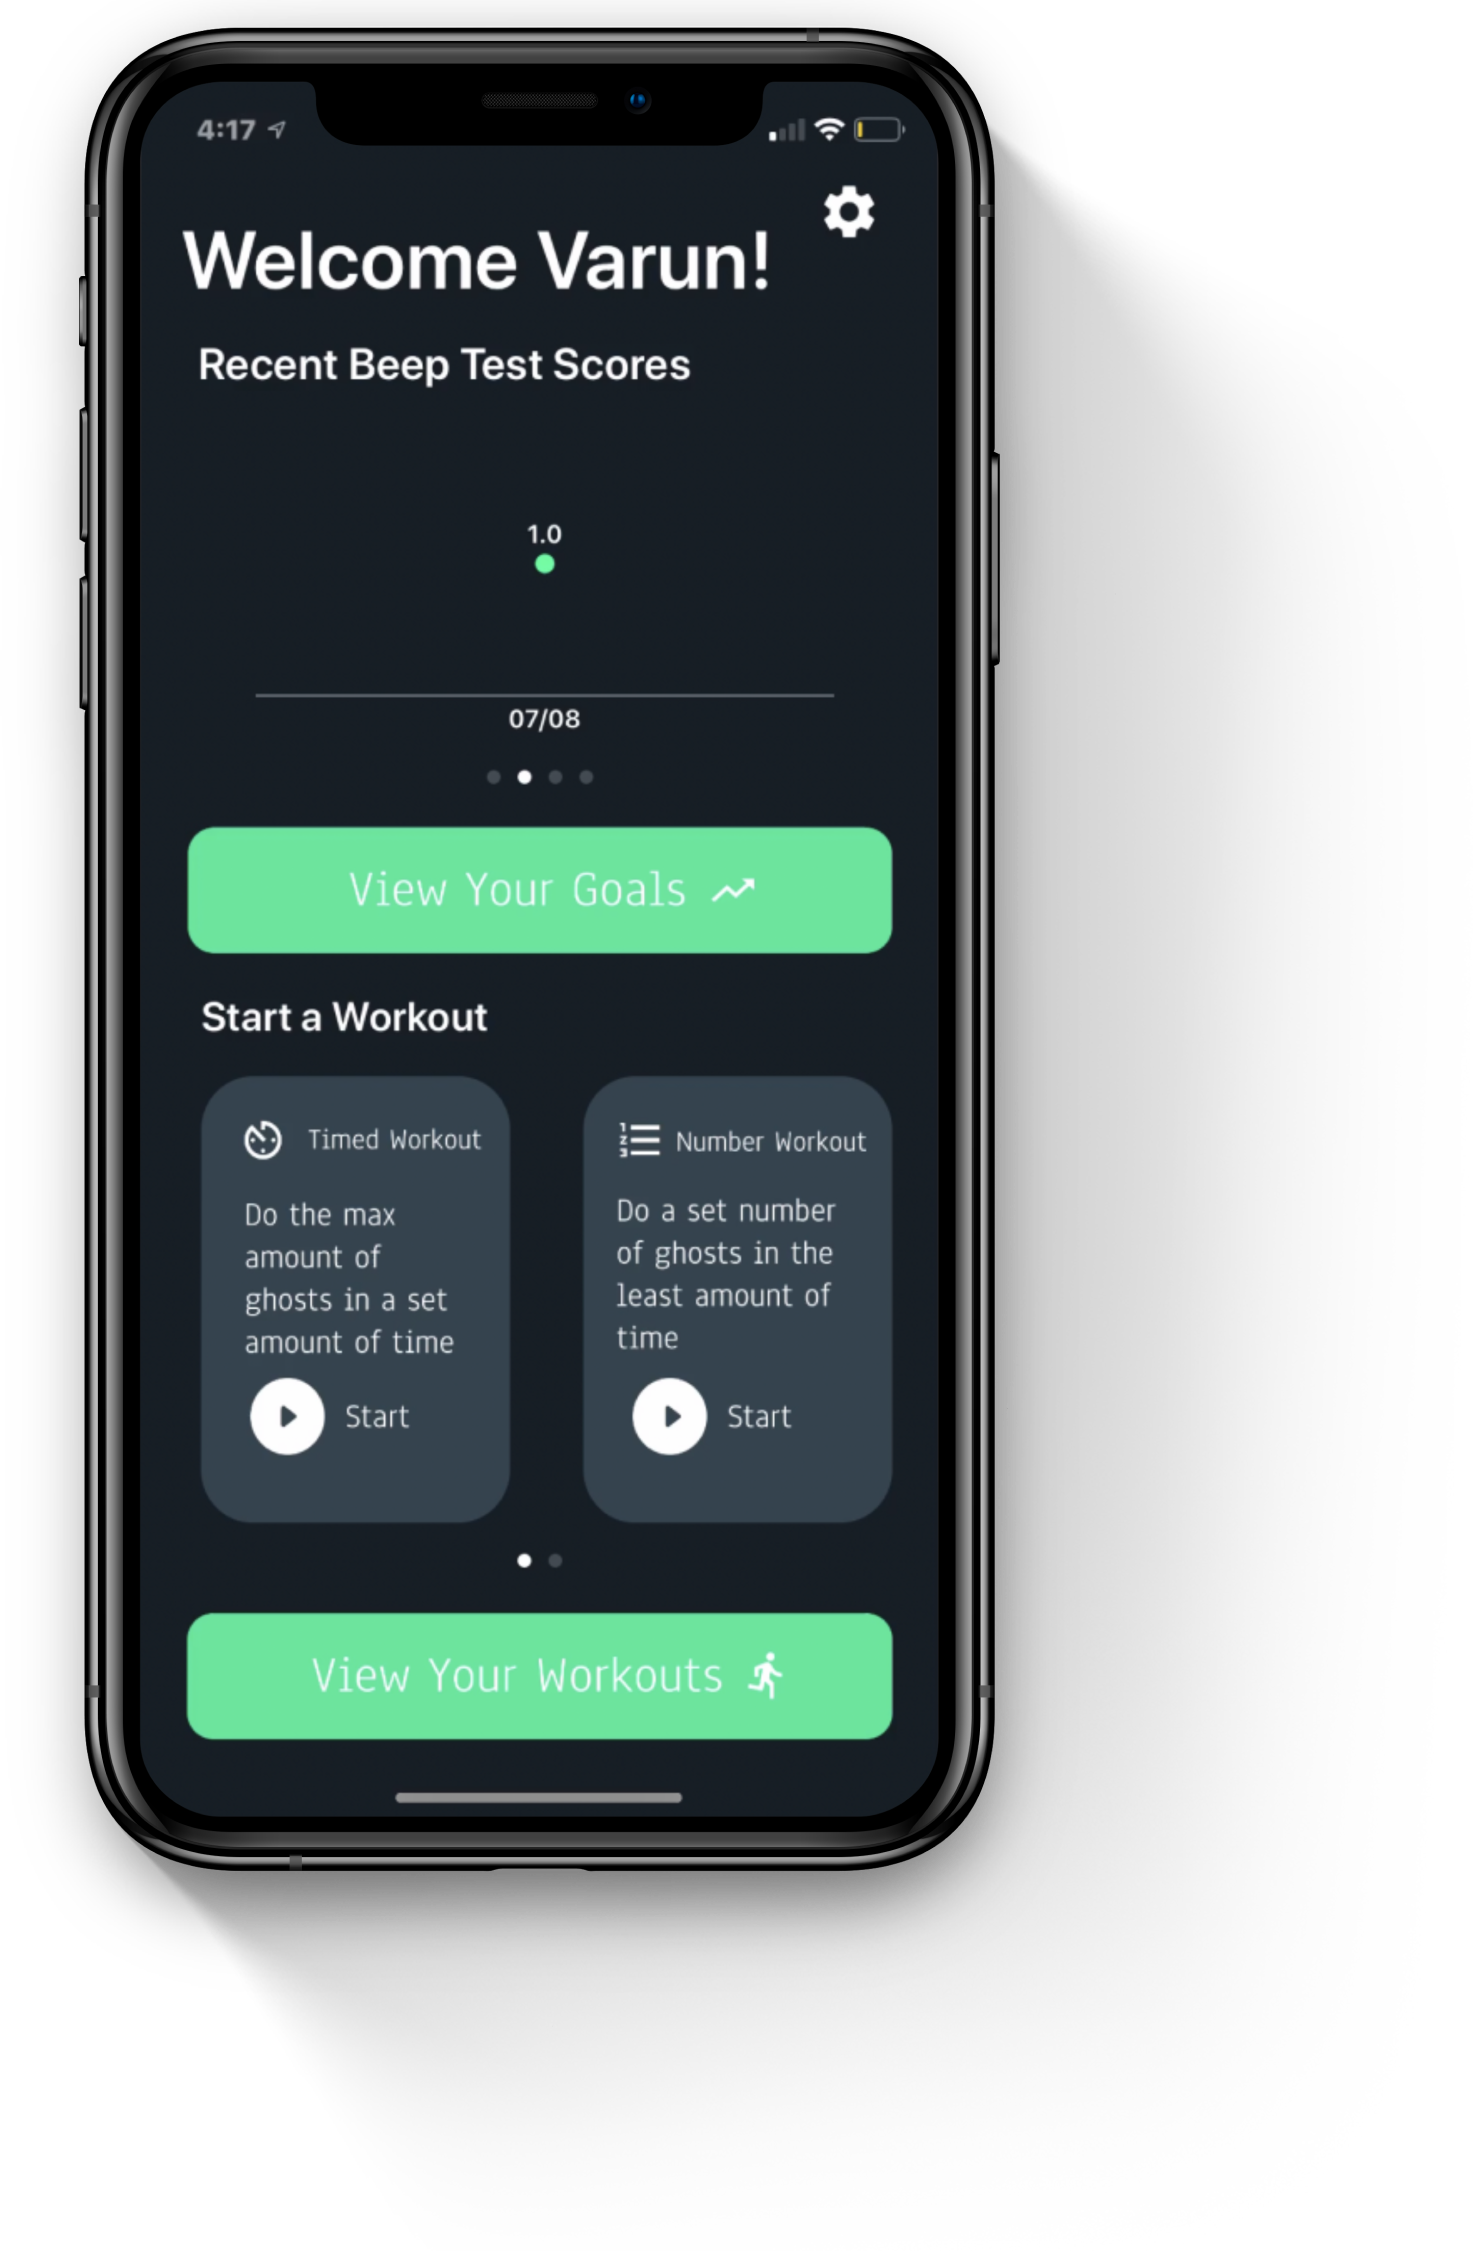 4:17
Welcome Varun!
Recent Beep Test Scores
1.0
07/08
View Your Goals
Start a Workout
Timed Workout
Do the max
amount of
ghosts in a set
amount of time
Start
Number Workout
Do a set number
of ghosts in the
least amount of
time
Start
View Your Workouts